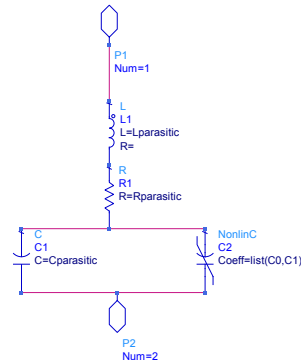 P1
Num=1
L
L1
L=Lparasitic
R=
R
R1
R=Rparasitic
C
C1
C=Cparasitic
NonlinC
C2
Coeff=list(C0,C1)
P2
Num=2